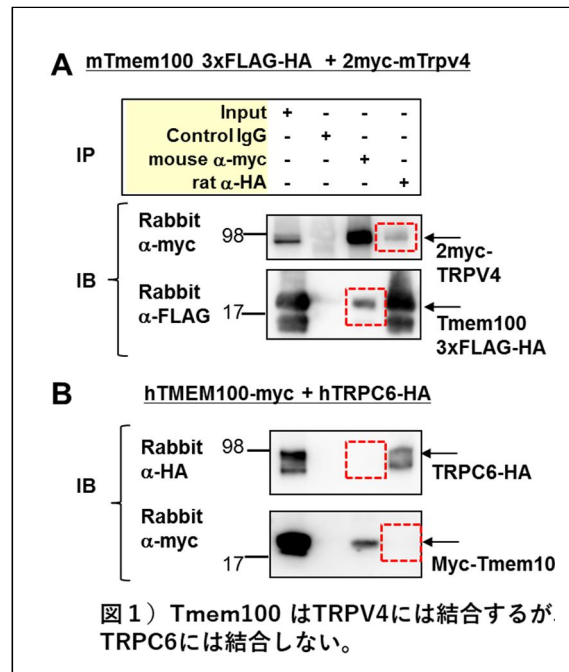 A mTmem100 3xFLAG-HA + 2myc-mTrpv4
IP
Input + - - -
Control IgG - + - -
mouse α-myc - - + -
rat α-HA - - - +
IB
Rabbit α-myc
98
2myc-TRPV4
Rabbit α-FLAG
17
Tmem100 3xFLAG-HA
B hTMEM100-myc + hTRPC6-HA
IB
Rabbit α-HA
98
TRPC6-HA
Rabbit α-myc
17
Myc-Tmem10
図1）Tmem100 はTRPV4には結合するが.
TRPC6には結合しない。